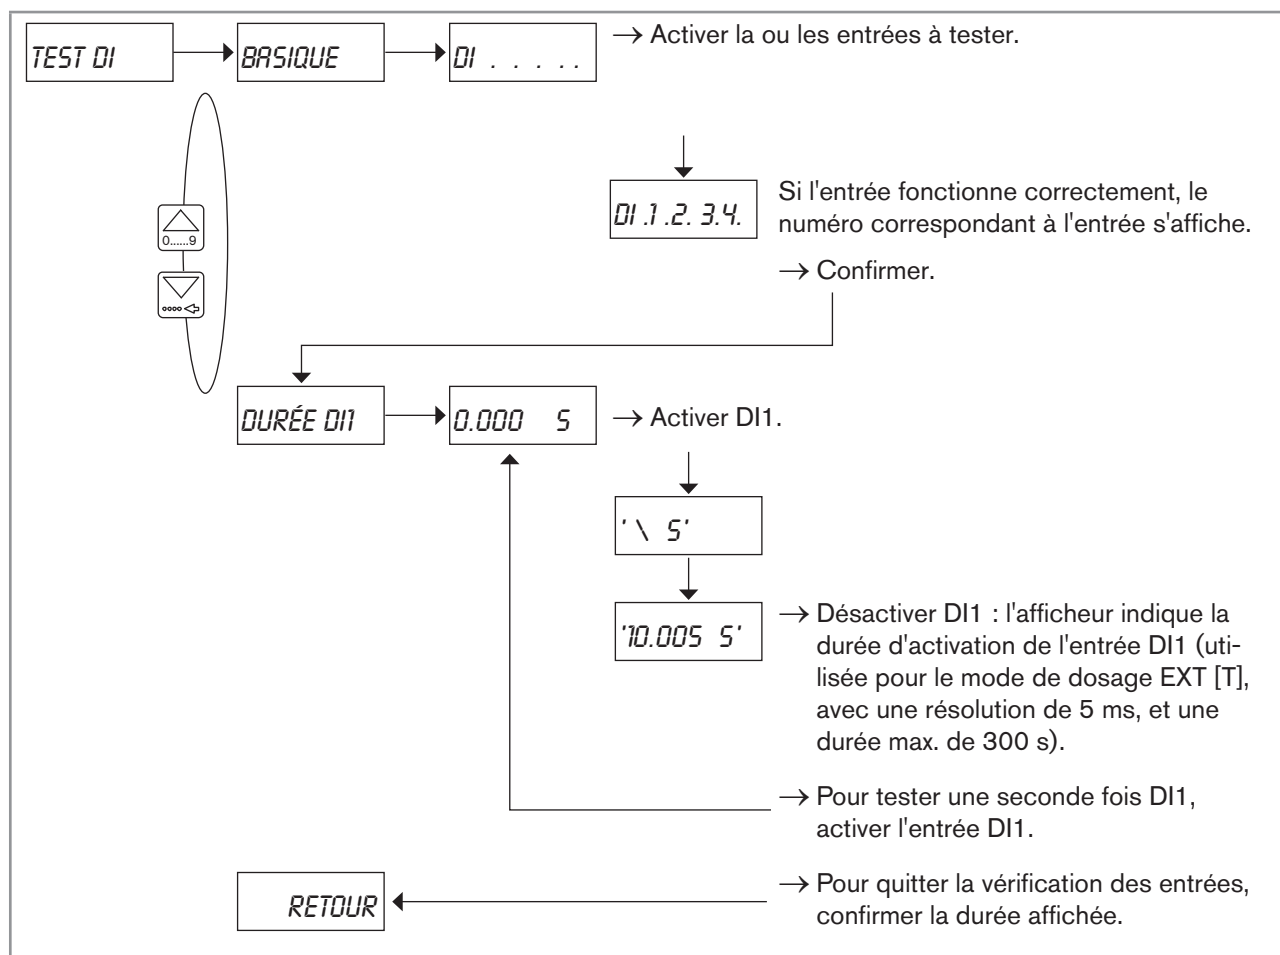 TEST DI
BASIQUE
DI . . . . .
→ Activer la ou les entrées à tester.
0......9
DI .1 .2. 3.4.
Si l'entrée fonctionne correctement, le
numéro correspondant à l'entrée s'affiche.
→ Confirmer.
DURÉE DI1
0.000 S
→ Activer DI1.
'\ S'
'10.005 S'
→ Désactiver DI1 : l'afficheur indique la
durée d'activation de l'entrée DI1 (uti-
lisée pour le mode de dosage EXT [T],
avec une résolution de 5 ms, et une
durée max. de 300 s).
→ Pour tester une seconde fois DI1,
activer l'entrée DI1.
RETOUR
→ Pour quitter la vérification des entrées,
confirmer la durée affichée.